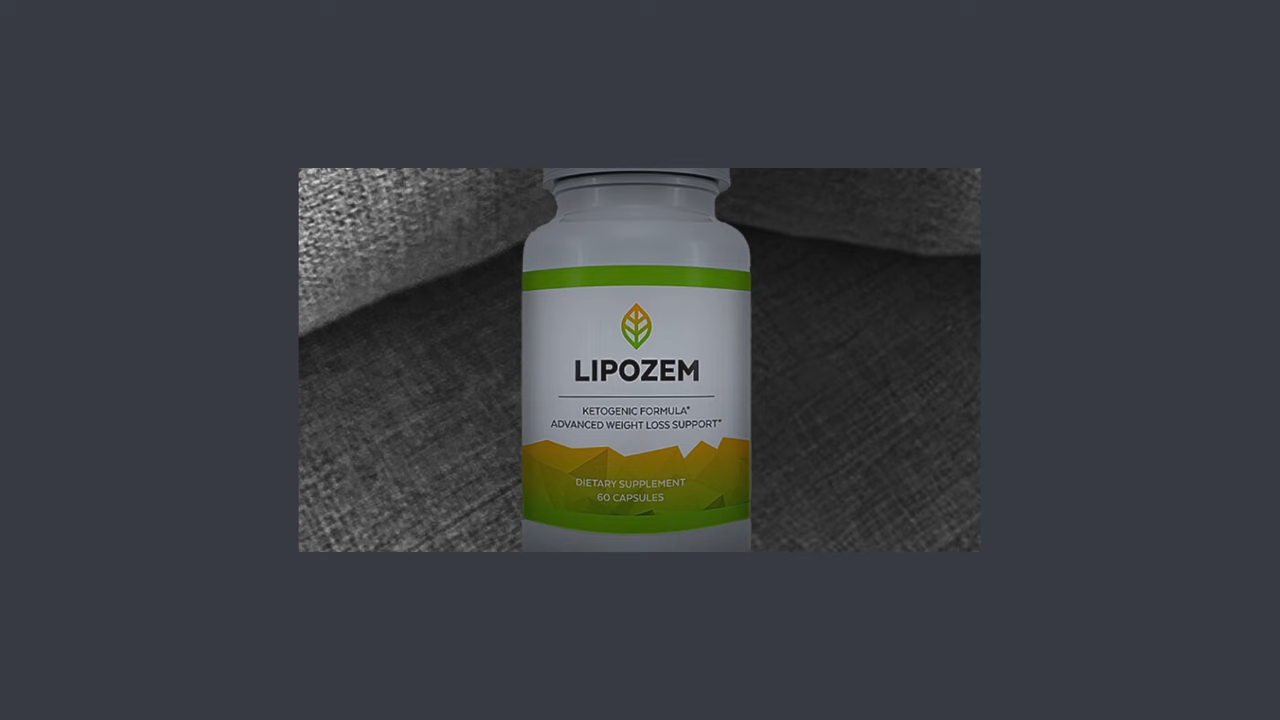 LIPOZEM
KETOGENIC FORMULA*
ADVANCED WEIGHT LOSS SUPPORT*
DIETARY SUPPLEMENT
60 CAPSULES